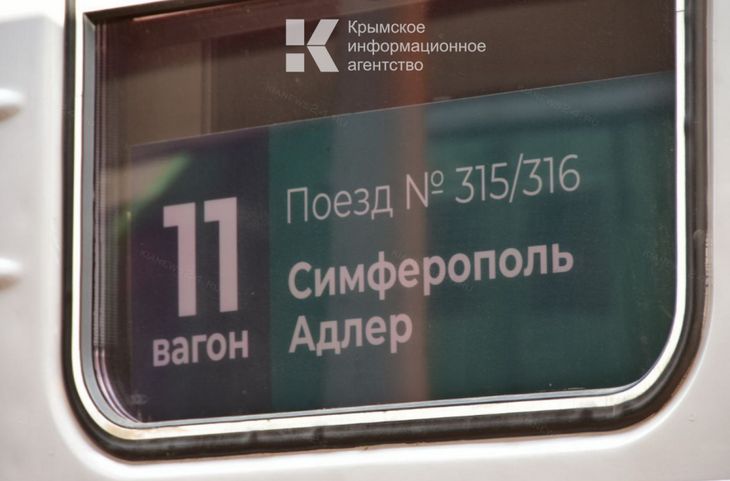 Крымское
информационное
агентство
11
вагон
Поезд № 315/316
Симферополь
Адлер